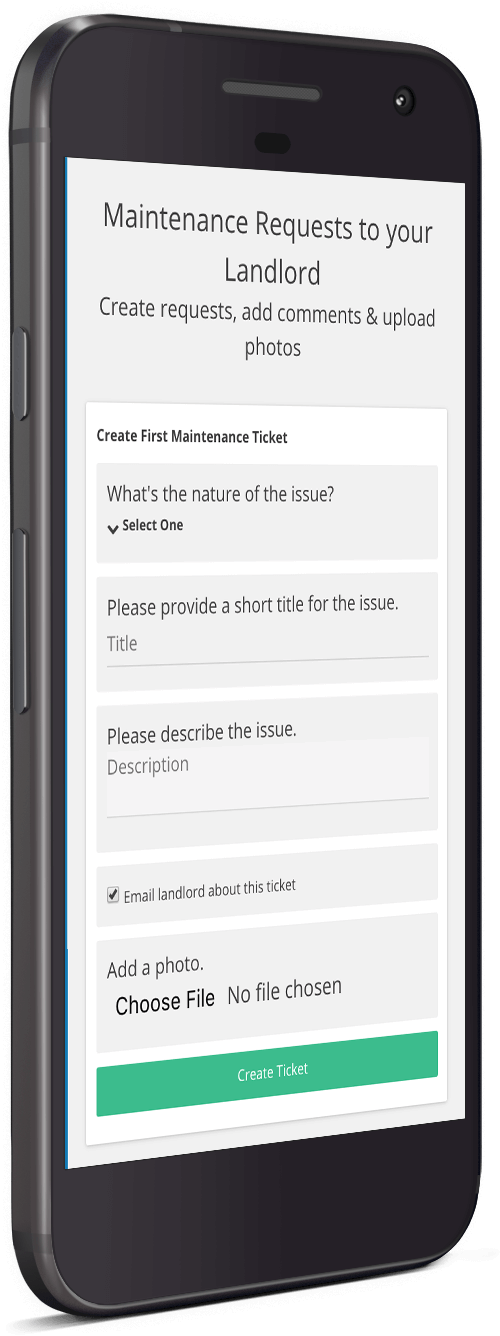 Maintenance Requests to your
Landlord
Create requests, add comments & upload
photos
Create First Maintenance Ticket
What's the nature of the issue?
Select One
Please provide a short title for the issue.
Title
Please describe the issue.
Description
Email landlord about this ticket
Add a photo.
Choose File No file chosen
Create Ticket